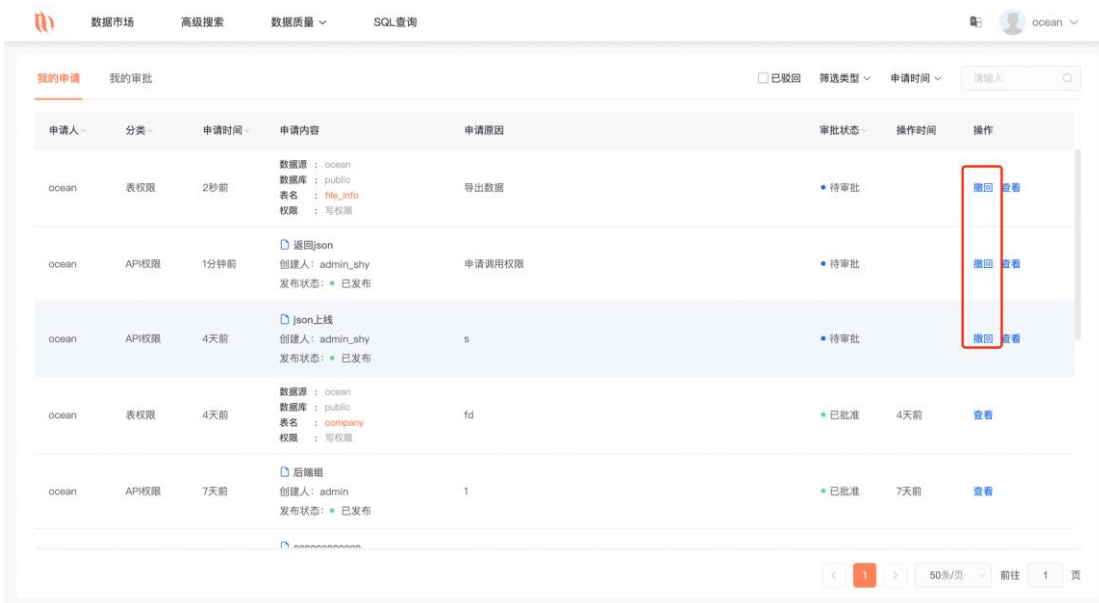 数据市场 高级搜索 数据质量 SQL查询 ocean
我的申请 我的审批 已驳回 筛选类型 申请时间 请输入
申请人 分类 申请时间 申请内容 申请原因 审批状态 操作时间 操作
数据源 : ocean
数据库 : public
ocean 表权限 2秒前 导出数据 待审批 撤回 查看
表名 : file_info
权限 : 写权限
返回json
ocean API权限 1分钟前 创建人: admin_shy 申请调用权限 待审批 撤回 查看
发布状态: 已发布
json上线
ocean API权限 4天前 创建人: admin_shy s 待审批 撤回 查看
发布状态: 已发布
数据源 : ocean
数据库 : public
ocean 表权限 4天前 fd 已批准 4天前 查看
表名 : company
权限 : 写权限
后端组
ocean API权限 7天前 创建人: admin 1 已批准 7天前 查看
发布状态: 已发布
1 50条/页 前往 1 页